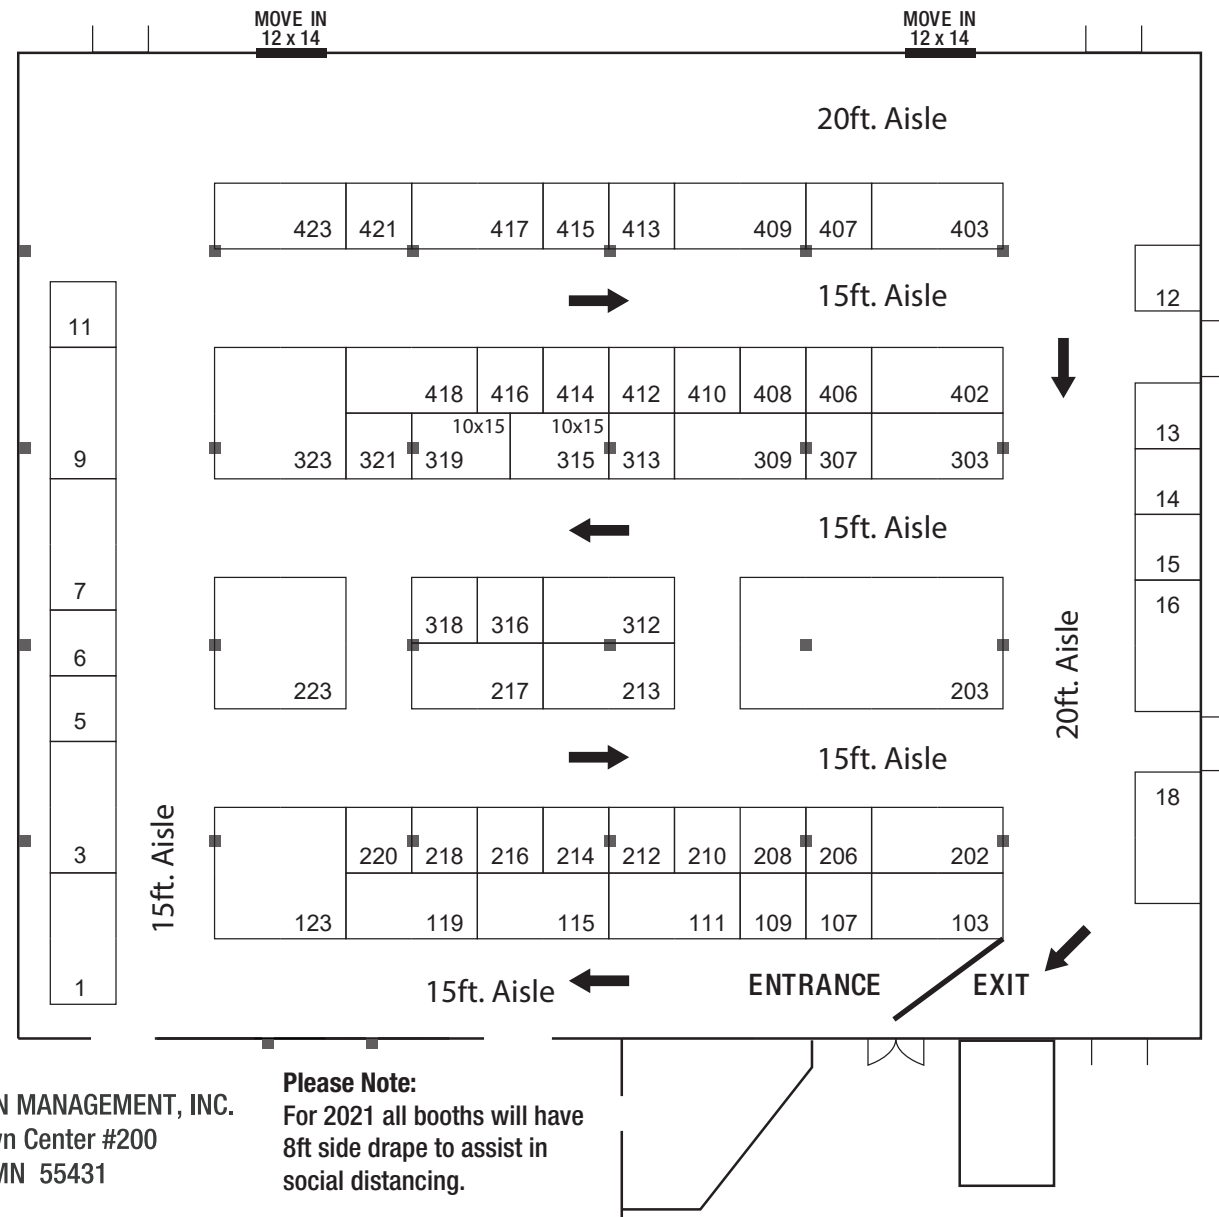 MOVE IN
12 x 14
MOVE IN
12 x 14
20ft. Aisle
423 421 417 415 413 409 407 403
15ft. Aisle
12
11
418 416 414 412 410 408 406 402
10x15 10x15
13
9
323 321 319 315 313 309 307 303
14
15ft. Aisle
15
7
16
318 316 312
6
20ft. Aisle
223 217 213 203
5
15ft. Aisle
18
15ft. Aisle
3
220 218 216 214 212 210 208 206 202
123 119 115 111 109 107 103
1
15ft. Aisle
ENTRANCE
EXIT
N MANAGEMENT, INC.
n Center #200
MN 55431
Please Note:
For 2021 all booths will have
8ft side drape to assist in
social distancing.